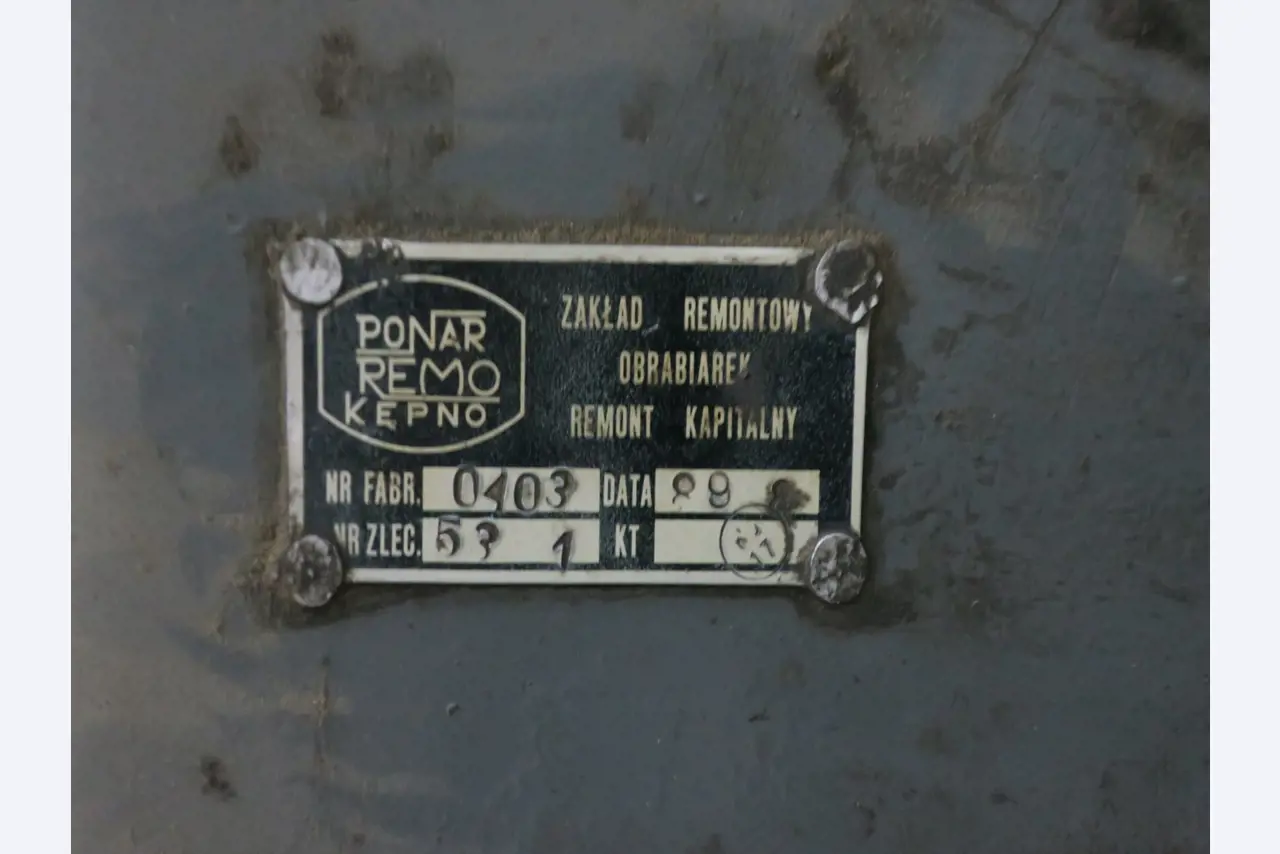 PONAR
REMO
KĘPNO
ZAKŁAD REMONTOWY
OBRABIAREK
REMONT KAPITALNY
NR FABR. 0403 DATA
NR ZLEC. KT